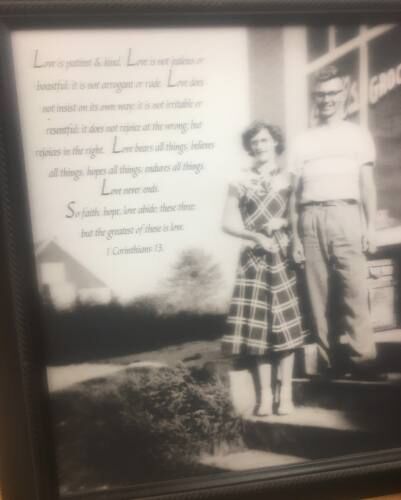 Love is patient & kind. Love is not jealous or
boastful; it is not arrogant or rude. Love does
not insist on its own way; it is not irritable or
resentful; it does not rejoice at the wrong; but
rejoices in the right. Love bears all things, believes
all things, hopes all things, endures all things.
Love never ends.
So faith, hope, love abide, these three;
but the greatest of these is love.
1 Corinthians 13.